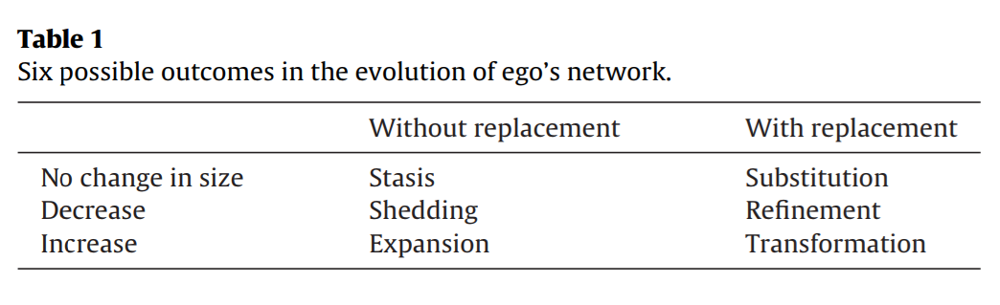 Table 1
Six possible outcomes in the evolution of ego's network.
Without replacement With replacement
No change in size Stasis Substitution
Decrease Shedding Refinement
Increase Expansion Transformation